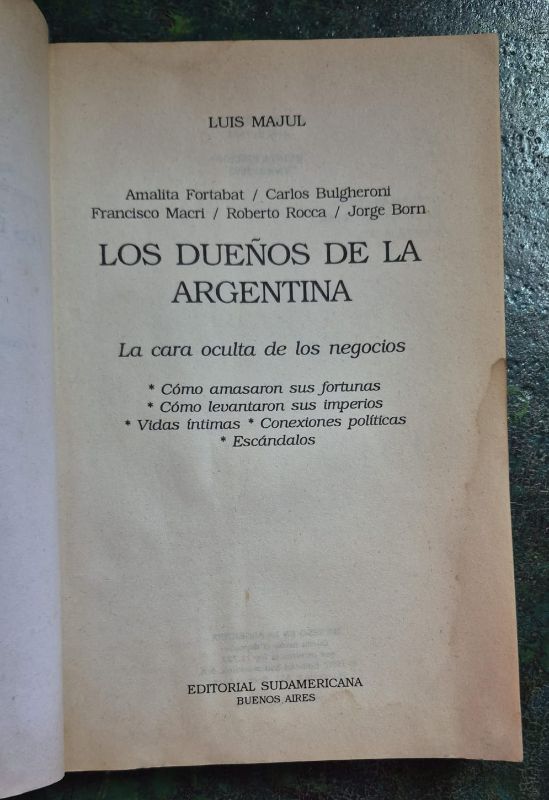 LUIS MAJUL
Amalita Fortabat / Carlos Bulgheroni
Francisco Macri / Roberto Rocca / Jorge Born
LOS DUEÑOS DE LA
ARGENTINA
La cara oculta de los negocios
* Cómo amasaron sus fortunas
* Cómo levantaron sus imperios
* Vidas íntimas * Conexiones políticas
* Escándalos
EDITORIAL SUDAMERICANA
BUENOS AIRES